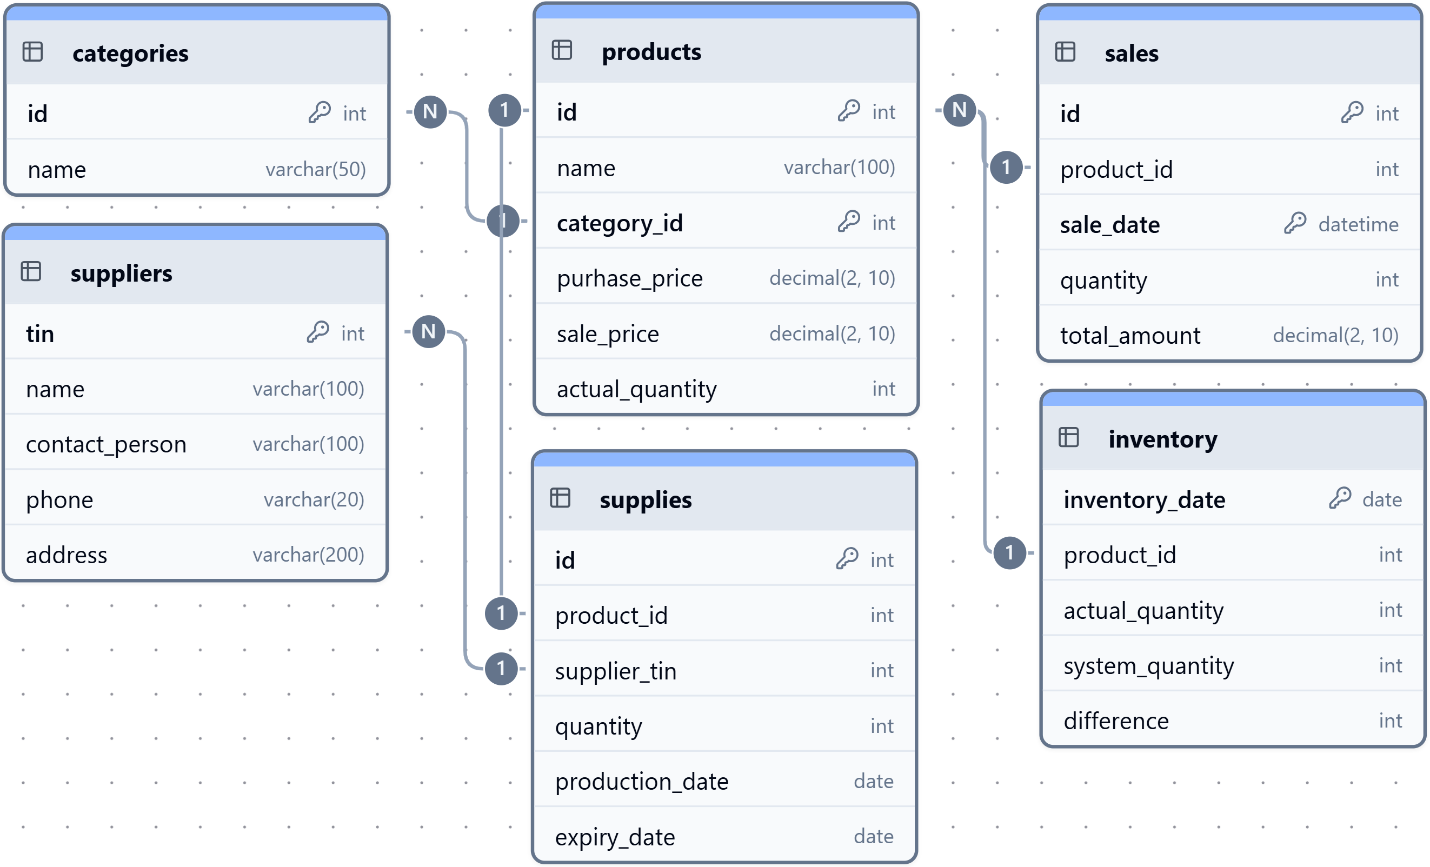 categories
id int
name varchar(50)
suppliers
tin int
name varchar(100)
contact_person varchar(100)
phone varchar(20)
address varchar(200)
N
N
1
1
1
products
id int
name varchar(100)
category_id int
purhase_price decimal(2, 10)
sale_price decimal(2, 10)
actual_quantity int
supplies
id int
product_id int
supplier_tin int
quantity int
production_date date
expiry_date date
N
1
1
sales
id int
product_id int
sale_date datetime
quantity int
total_amount decimal(2, 10)
inventory
inventory_date date
product_id int
actual_quantity int
system_quantity int
difference int